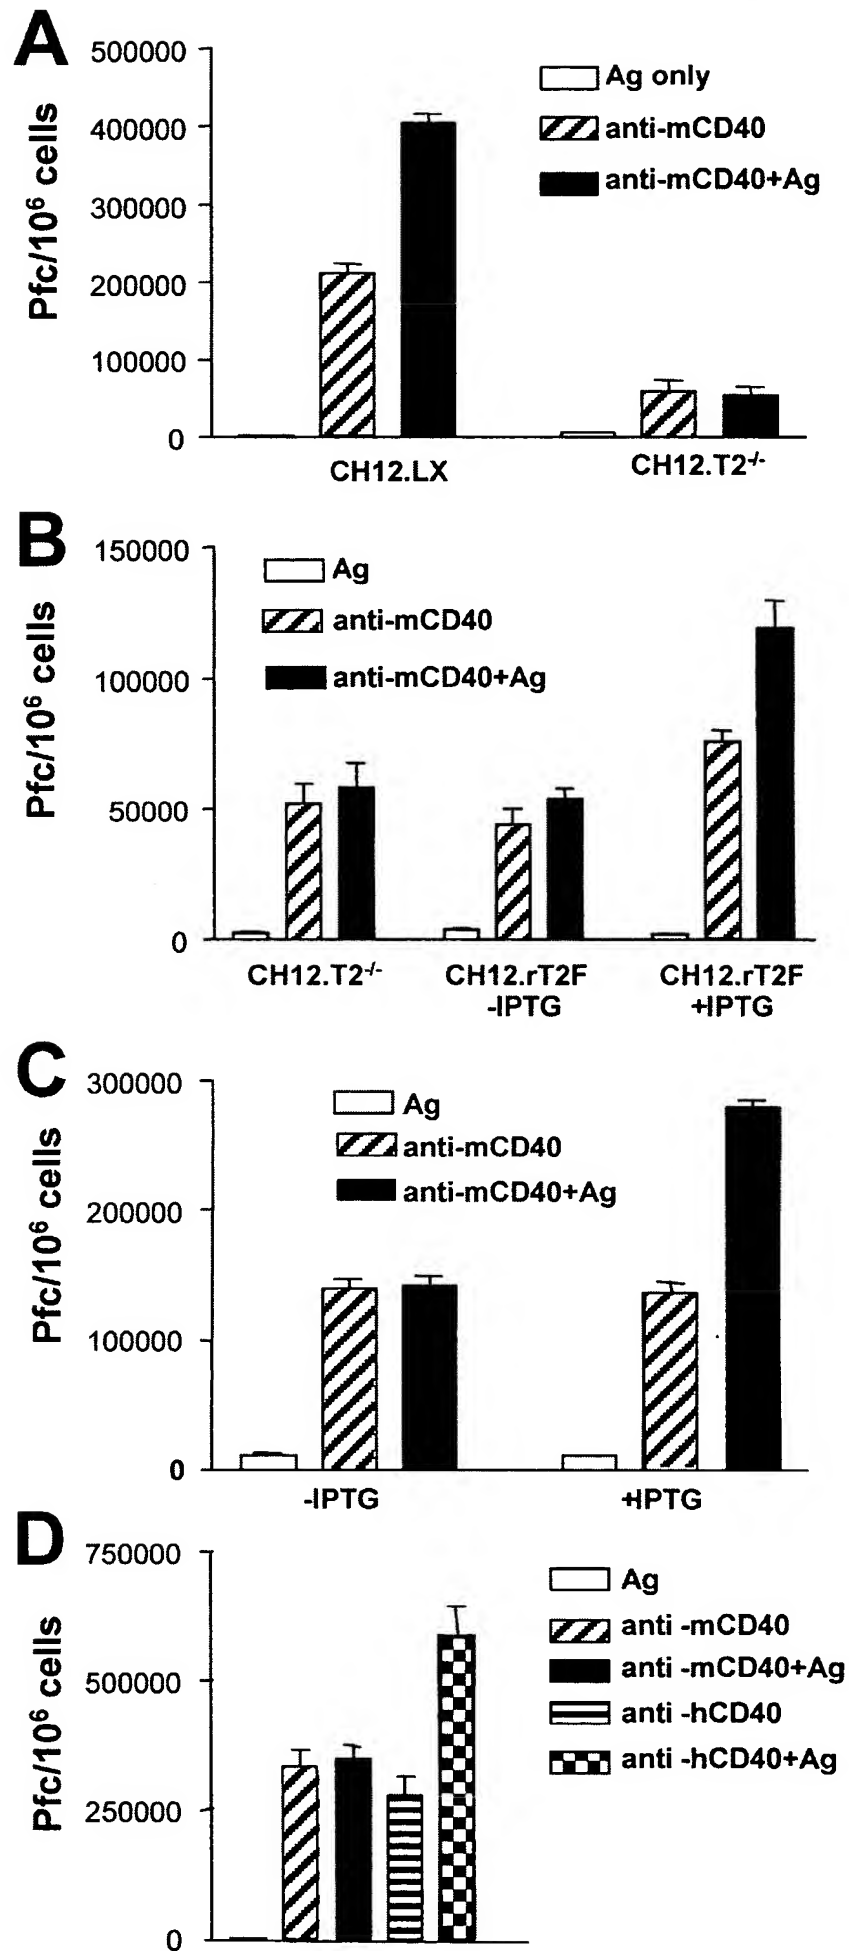 A
500000
400000
300000
200000
100000
0
Pfc/10⁶ cells
Ag only
anti-mCD40
anti-mCD40+Ag
CH12.LX
CH12.T2⁻/⁻
B
150000
100000
50000
0
Pfc/10⁶ cells
Ag
anti-mCD40
anti-mCD40+Ag
CH12.T2⁻/⁻
CH12.rT2F
-IPTG
CH12.rT2F
+IPTG
C
300000
200000
100000
0
Pfc/10⁶ cells
Ag
anti-mCD40
anti-mCD40+Ag
-IPTG
+IPTG
D
750000
500000
250000
0
Pfc/10⁶ cells
Ag
anti -mCD40
anti -mCD40+Ag
anti -hCD40
anti -hCD40+Ag